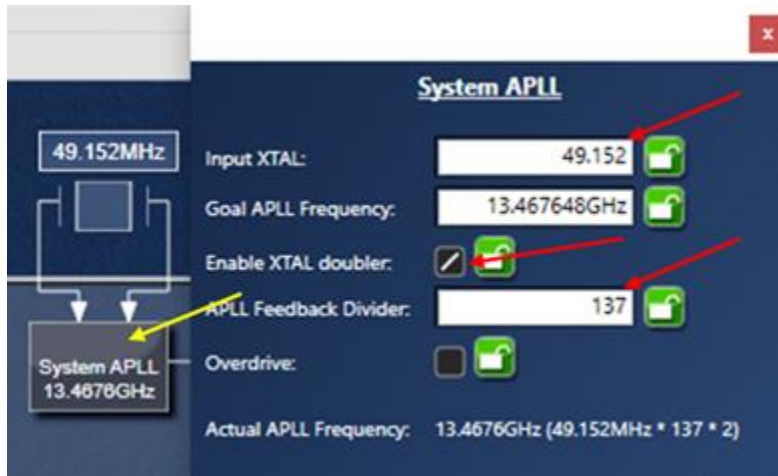 x
System APLL
49.152MHz
Input XTAL: 49.152
Goal APLL Frequency: 13.467648GHz
Enable XTAL doubler:
APLL Feedback Divider: 137
System APLL
13.4676GHz
Overdrive:
Actual APLL Frequency: 13.4676GHz (49.152MHz * 137 * 2)